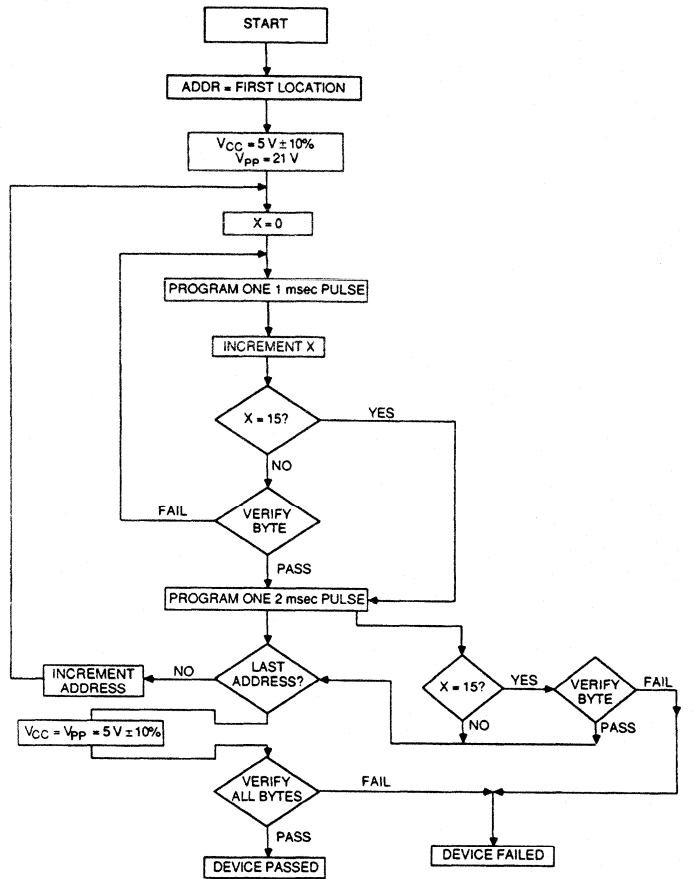 START
ADDR = FIRST LOCATION
VCC = 5 V ± 10%
VPP = 21 V
X = 0
PROGRAM ONE 1 msec PULSE
INCREMENT X
X = 15?
YES
NO
VERIFY
BYTE
FAIL
PASS
PROGRAM ONE 2 msec PULSE
LAST
ADDRESS?
NO
INCREMENT
ADDRESS
X = 15?
YES
NO
VERIFY
BYTE
FAIL
PASS
VCC = VPP = 5 V ± 10%
VERIFY
ALL BYTES
FAIL
PASS
DEVICE PASSED
DEVICE FAILED